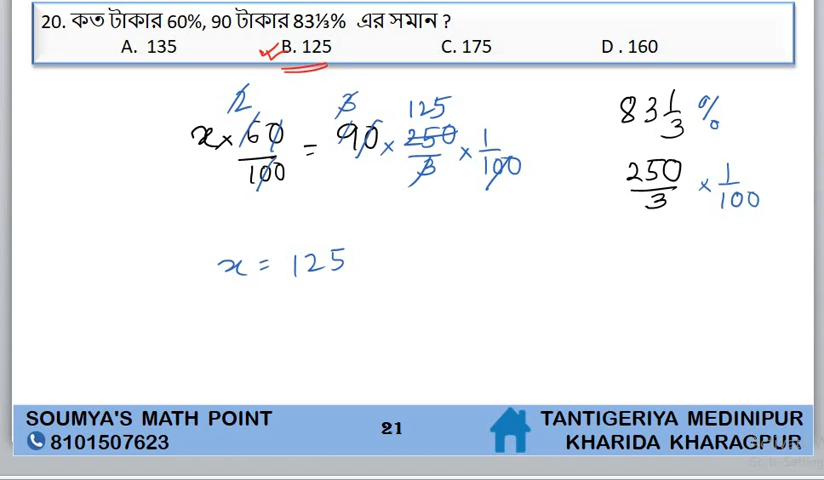 20. কত টাকার 60%, 90 টাকার 83⅓% এর সমান ?
A. 135 B. 125 C. 175 D . 160
2 3 125
x × 60/100 = 90 × 250/3 × 1/100
83 1/3 %
250/3 × 1/100
x = 125
SOUMYA'S MATH POINT
8101507623
21
TANTIGERIYA MEDINIPUR
KHARIDA KHARAGPUR